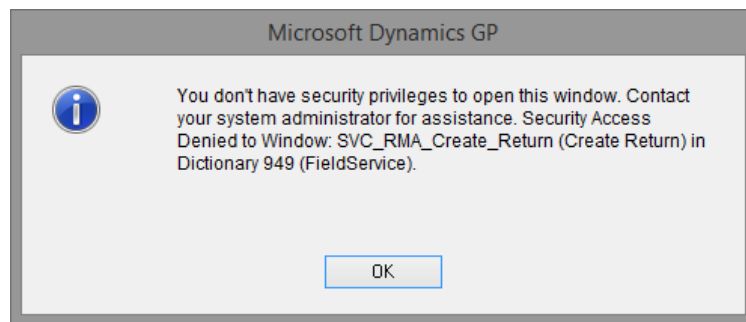 Microsoft Dynamics GP
You don't have security privileges to open this window. Contact
your system administrator for assistance. Security Access
Denied to Window: SVC_RMA_Create_Return (Create Return) in
Dictionary 949 (FieldService).
OK